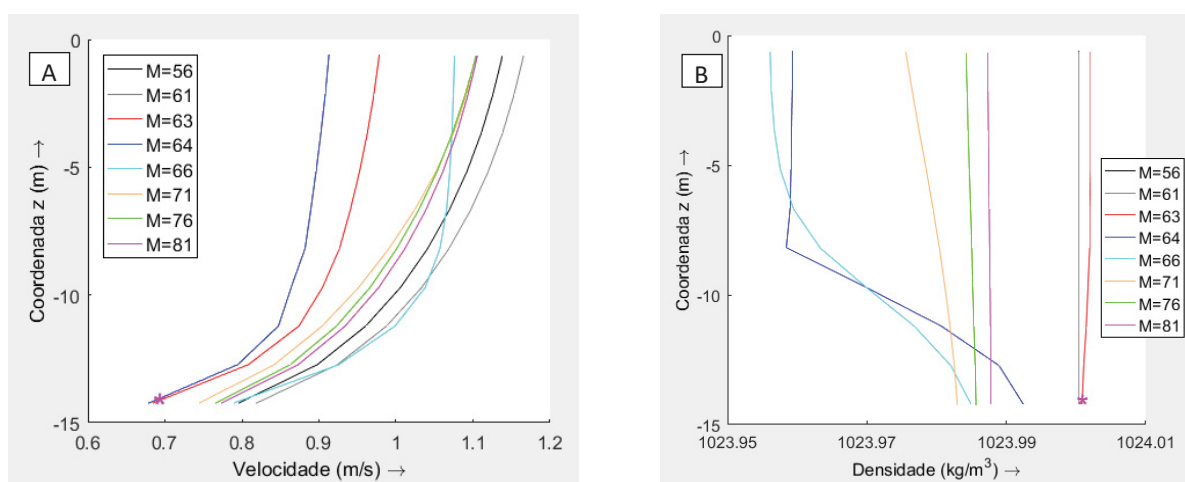 A
M=56
M=61
M=63
M=64
M=66
M=71
M=76
M=81
0
-5
-10
-15
Coordenada z (m) →
0.6 0.7 0.8 0.9 1 1.1 1.2
Velocidade (m/s) →
B
M=56
M=61
M=63
M=64
M=66
M=71
M=76
M=81
0
-5
-10
-15
Coordenada z (m) →
1023.95 1023.97 1023.99 1024.01
Densidade (kg/m³) →